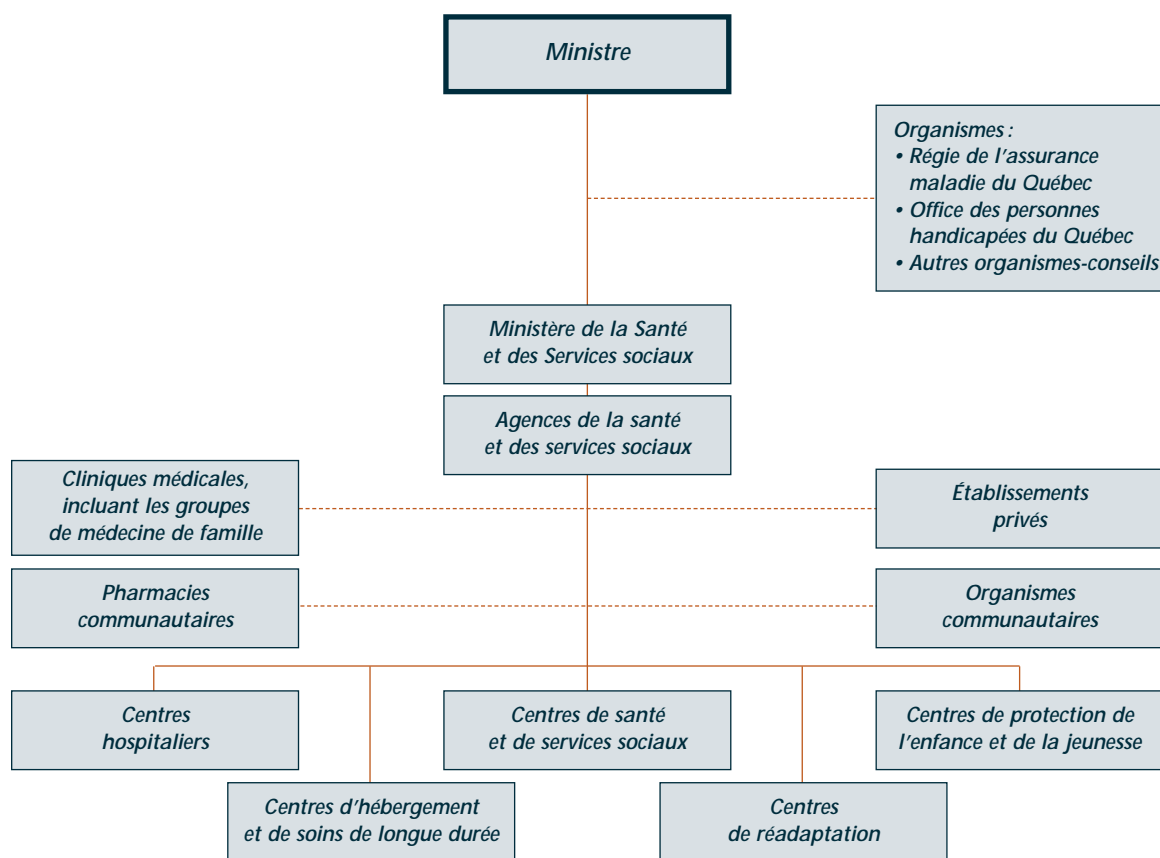 Ministre
Organismes :
• Régie de l'assurance
maladie du Québec
• Office des personnes
handicapées du Québec
• Autres organismes-conseils
Ministère de la Santé
et des Services sociaux
Agences de la santé
et des services sociaux
Cliniques médicales,
incluant les groupes
de médecine de famille
Établissements
privés
Pharmacies
communautaires
Organismes
communautaires
Centres
hospitaliers
Centres de santé
et de services sociaux
Centres de protection de
l'enfance et de la jeunesse
Centres d'hébergement
et de soins de longue durée
Centres
de réadaptation